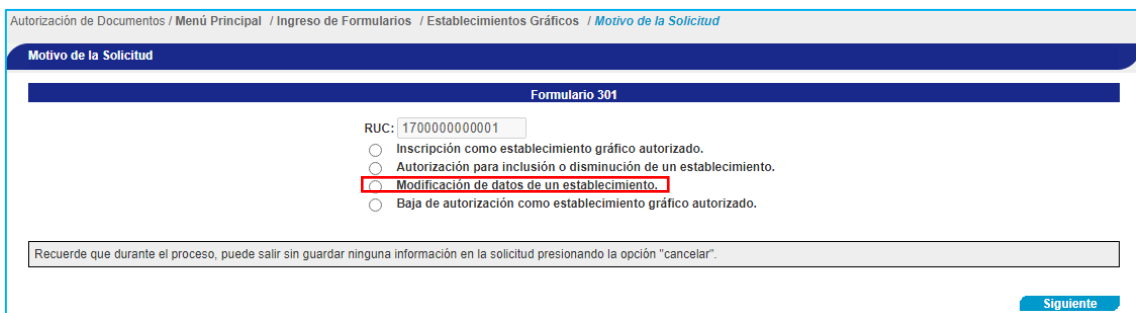 Autorización de Documentos / Menú Principal / Ingreso de Formularios / Establecimientos Gráficos / Motivo de la Solicitud
Motivo de la Solicitud
Formulario 301
RUC: 1700000000001
Inscripción como establecimiento gráfico autorizado.
Autorización para inclusión o disminución de un establecimiento.
Modificación de datos de un establecimiento.
Baja de autorización como establecimiento gráfico autorizado.
Recuerde que durante el proceso, puede salir sin guardar ninguna información en la solicitud presionando la opción "cancelar".
Siguiente